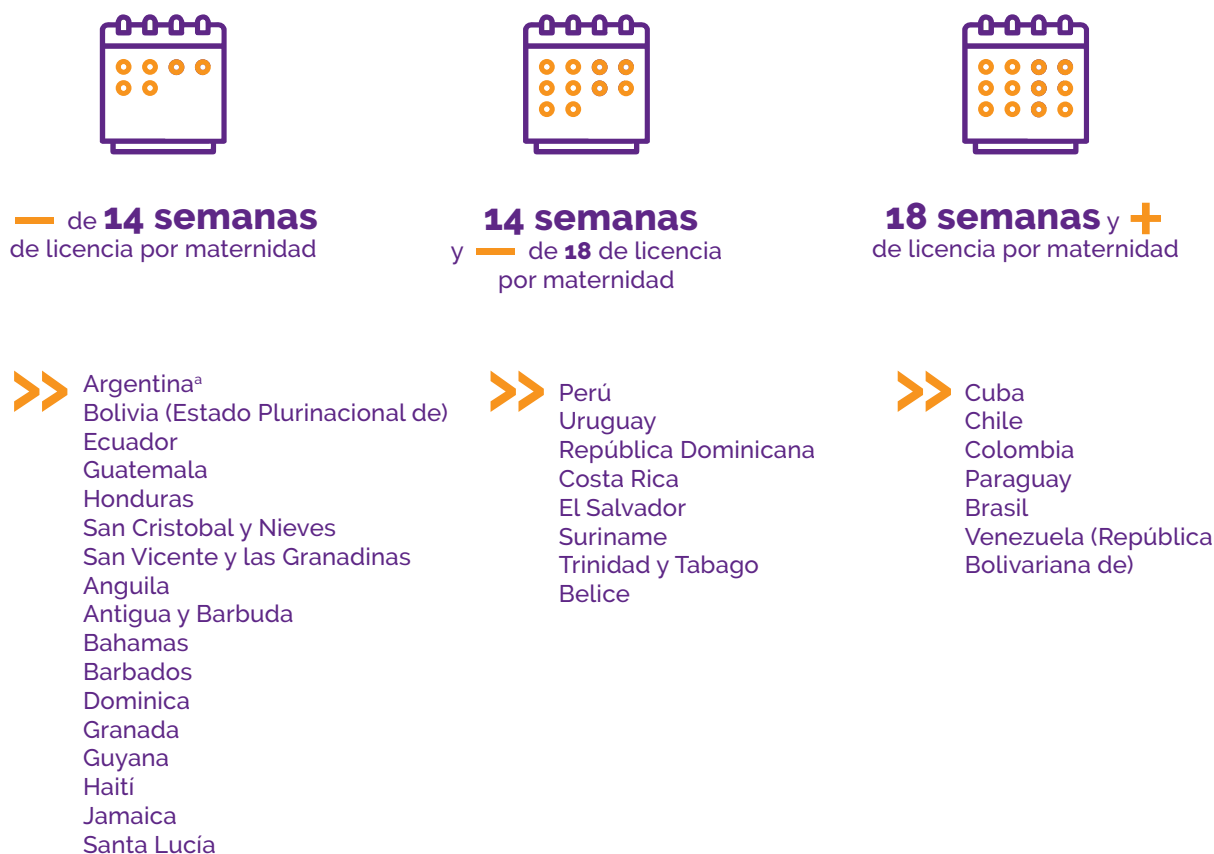 — de 14 semanas
de licencia por maternidad
Argentinaᵃ
Bolivia (Estado Plurinacional de)
Ecuador
Guatemala
Honduras
San Cristobal y Nieves
San Vicente y las Granadinas
Anguila
Antigua y Barbuda
Bahamas
Barbados
Dominica
Granada
Guyana
Haití
Jamaica
Santa Lucía
14 semanas
y — de 18 de licencia
por maternidad
Perú
Uruguay
República Dominicana
Costa Rica
El Salvador
Suriname
Trinidad y Tabago
Belice
18 semanas y +
de licencia por maternidad
Cuba
Chile
Colombia
Paraguay
Brasil
Venezuela (República
Bolivariana de)